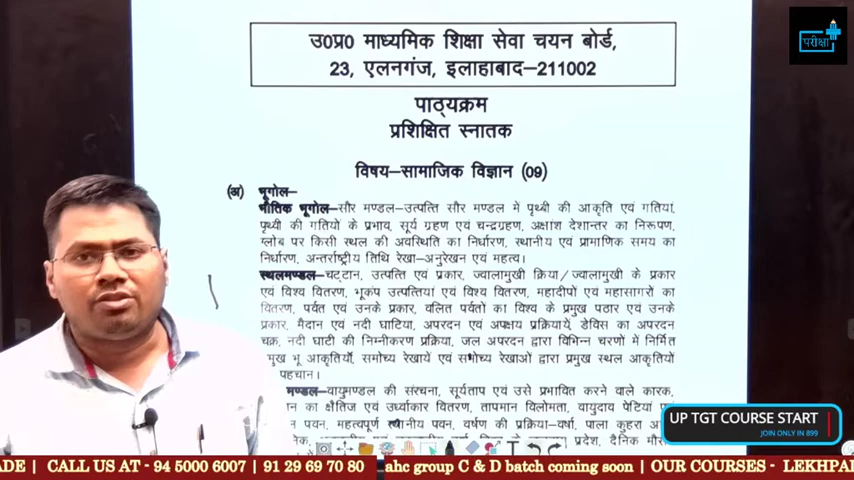 उ0प्र0 माध्यमिक शिक्षा सेवा चयन बोर्ड,
23, एलनगंज, इलाहाबाद–211002
परीक्षा
पाठ्यक्रम
प्रशिक्षित स्नातक
विषय–सामाजिक विज्ञान (09)
(अ) भूगोल–
भौतिक भूगोल–सौर मण्डल–उत्पत्ति सौर मण्डल में पृथ्वी की आकृति एवं गतियां,
पृथ्वी की गतियों के प्रभाव, सूर्य ग्रहण एवं चन्द्रग्रहण, अक्षांश देशान्तर का निरूपण,
ग्लोब पर किसी स्थल की अवस्थिति का निर्धारण, स्थानीय एवं प्रामाणिक समय का
निर्धारण, अन्तर्राष्ट्रीय तिथि रेखा–अनुरेखन एवं महत्व।
स्थलमण्डल–चट्टान, उत्पत्ति एवं प्रकार, ज्वालामुखी क्रिया/ज्वालामुखी के प्रकार
एवं विश्व वितरण, भूकंप उत्पत्तियां एवं विश्व वितरण, महादीपों एवं महासागरों का
वितरण, पर्वत एवं उनके प्रकार, वलित पर्वतों का विश्व के प्रमुख पठार एवं उनके
प्रकार, मैदान एवं नदी घाटिया, अपरदन एवं अपक्षय प्रक्रियायें, डेविस का अपरदन
चक्र, नदी घाटी की निम्नीकरण प्रक्रिया, जल अपरदन द्वारा विभिन्न चरणों में निर्मित
मुख भू आकृतियाँ, समोच्च रेखायें एवं समोच्च रेखाओं द्वारा प्रमुख स्थल आकृतियों
पहचान।
मण्डल–वायुमण्डल की संरचना, सूर्यताप एवं उसे प्रभावित करने वाले कारक,
का क्षैतिज एवं उर्ध्वाकार वितरण, तापमान विलोमता, वायुदाव पेटियां
पवन, महत्वपूर्ण स्थानीय पवन, वर्षण की प्रक्रिया–वर्षा, पाला कुहरा
प्रदेश, दैनिक
UP TGT COURSE START
JOIN ONLY IN 899
ADE | CALL US AT - 94 5000 6007 | 91 29 69 70 80 ahc group C & D batch coming soon | OUR COURSES - LEKHPA